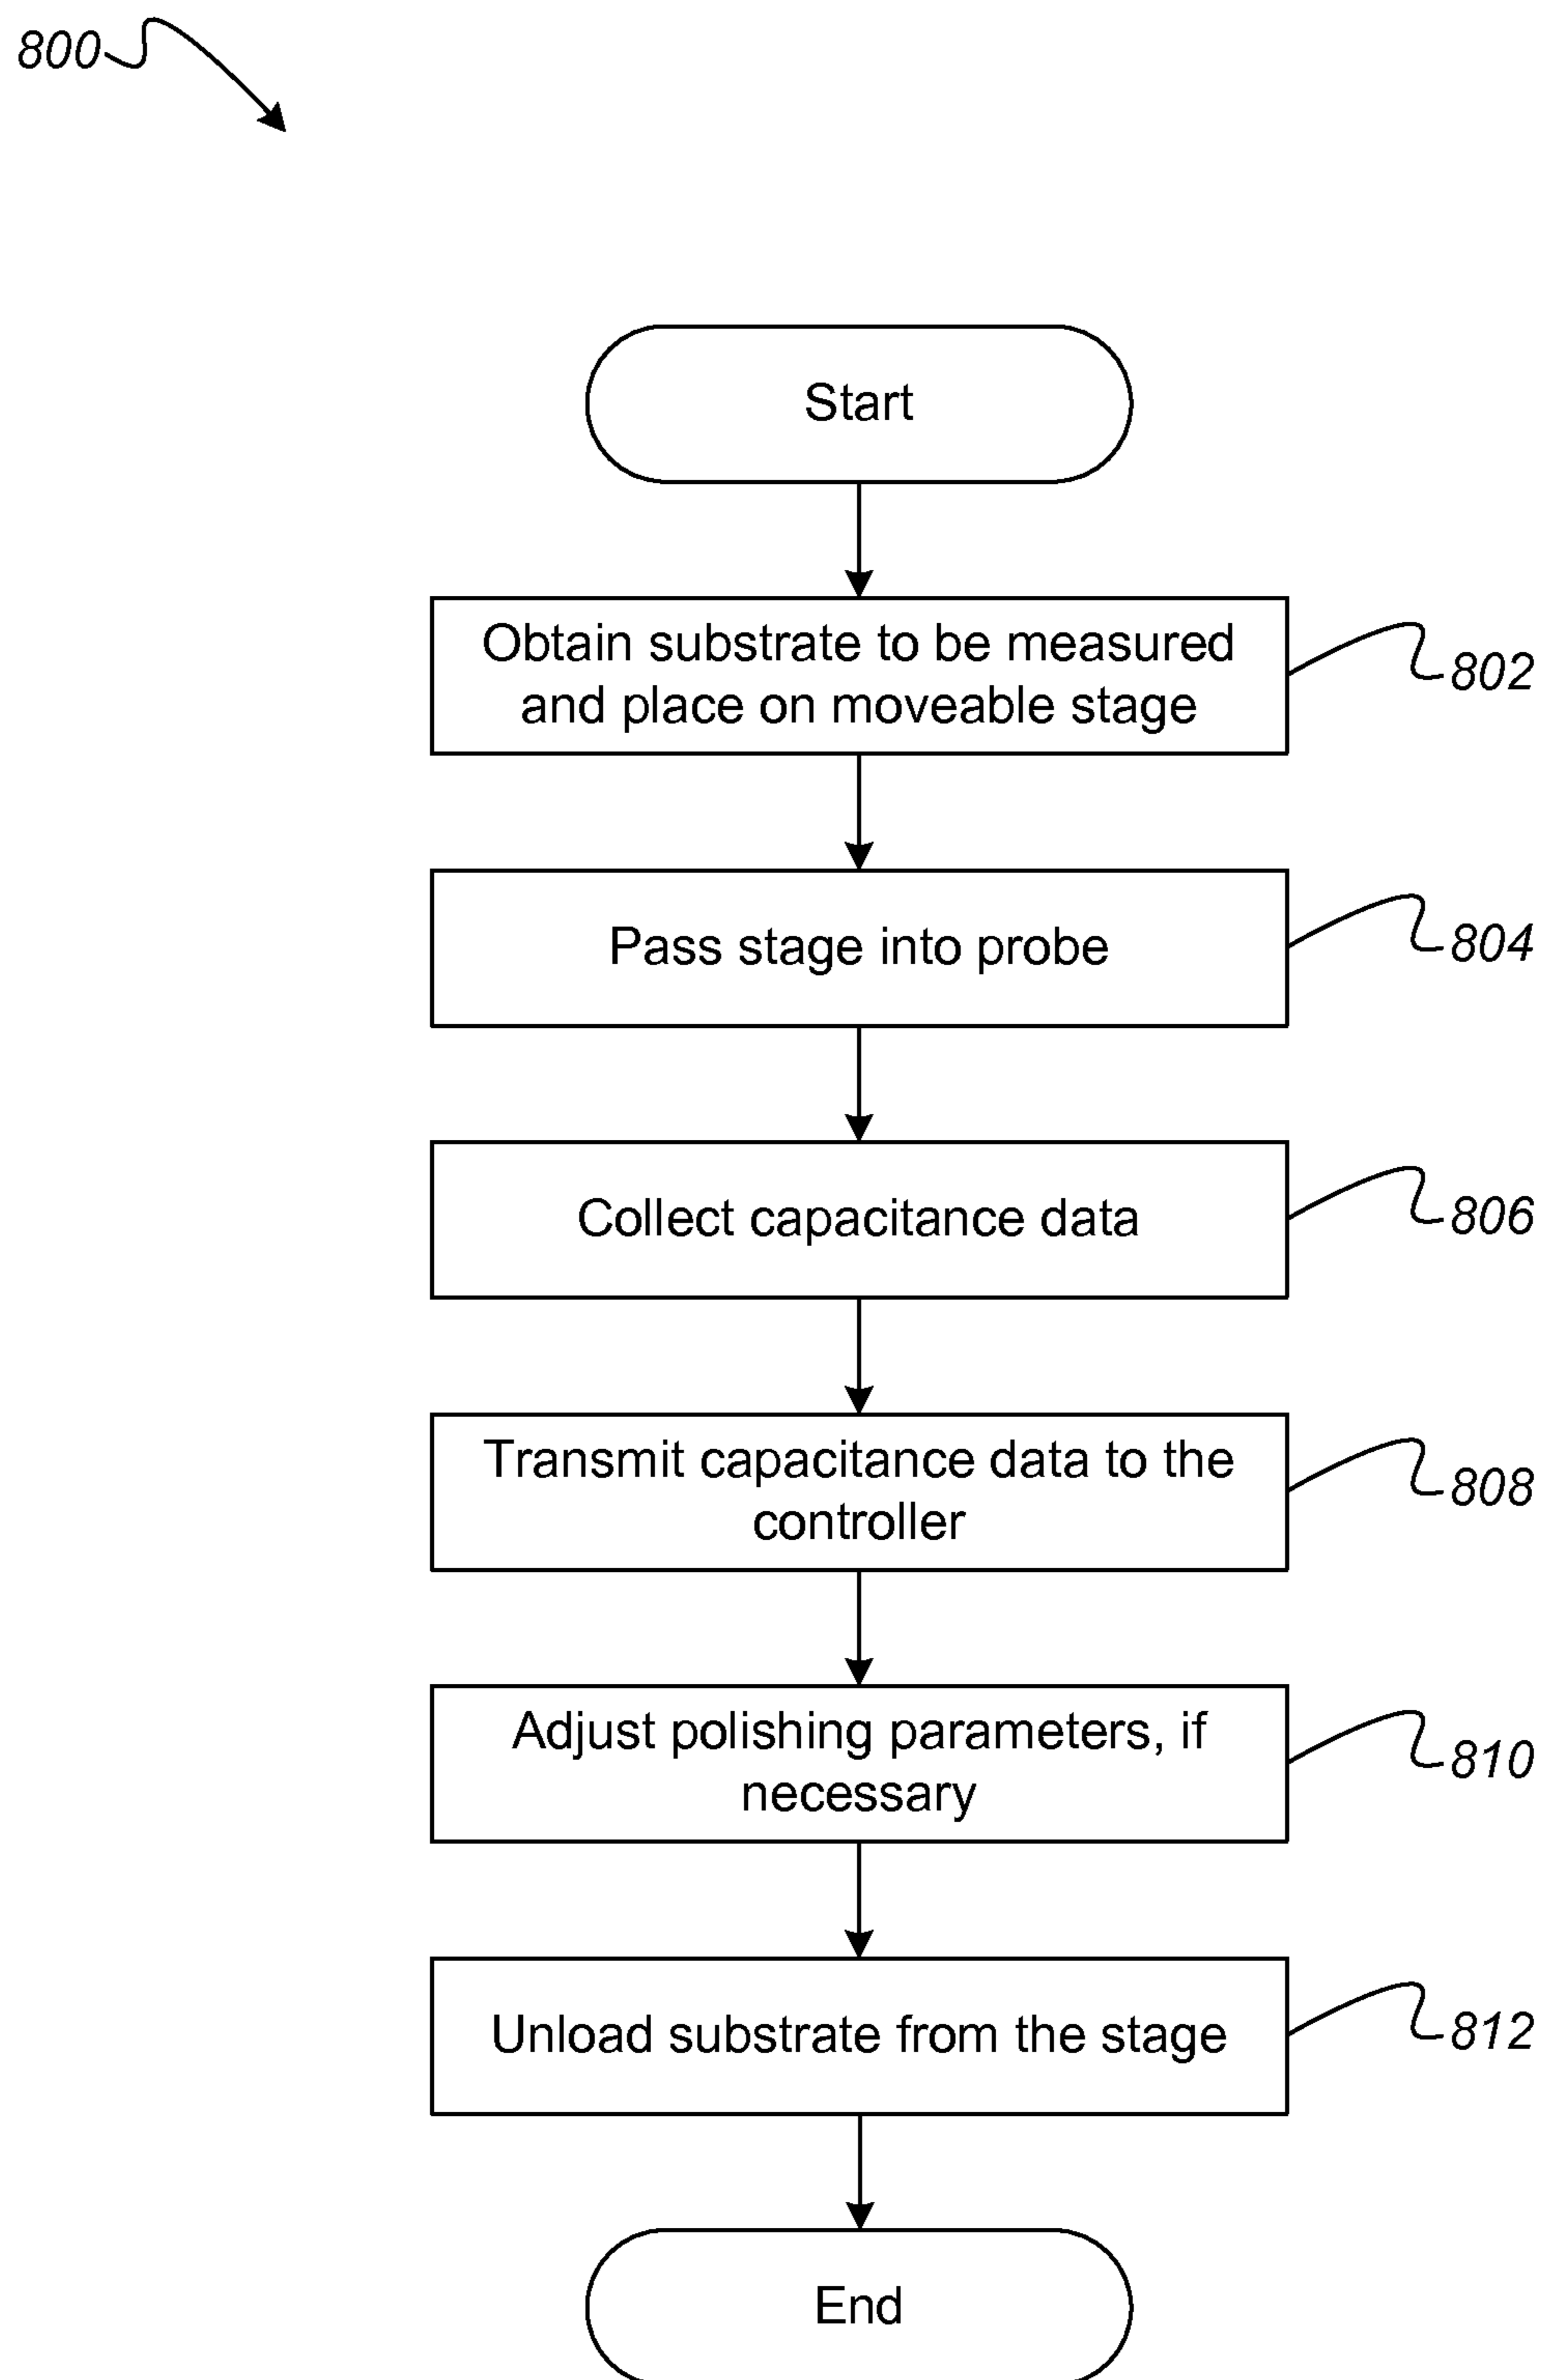 800
Start
Obtain substrate to be measured
and place on moveable stage
802
Pass stage into probe
804
Collect capacitance data
806
Transmit capacitance data to the
controller
808
Adjust polishing parameters, if
necessary
810
Unload substrate from the stage
812
End